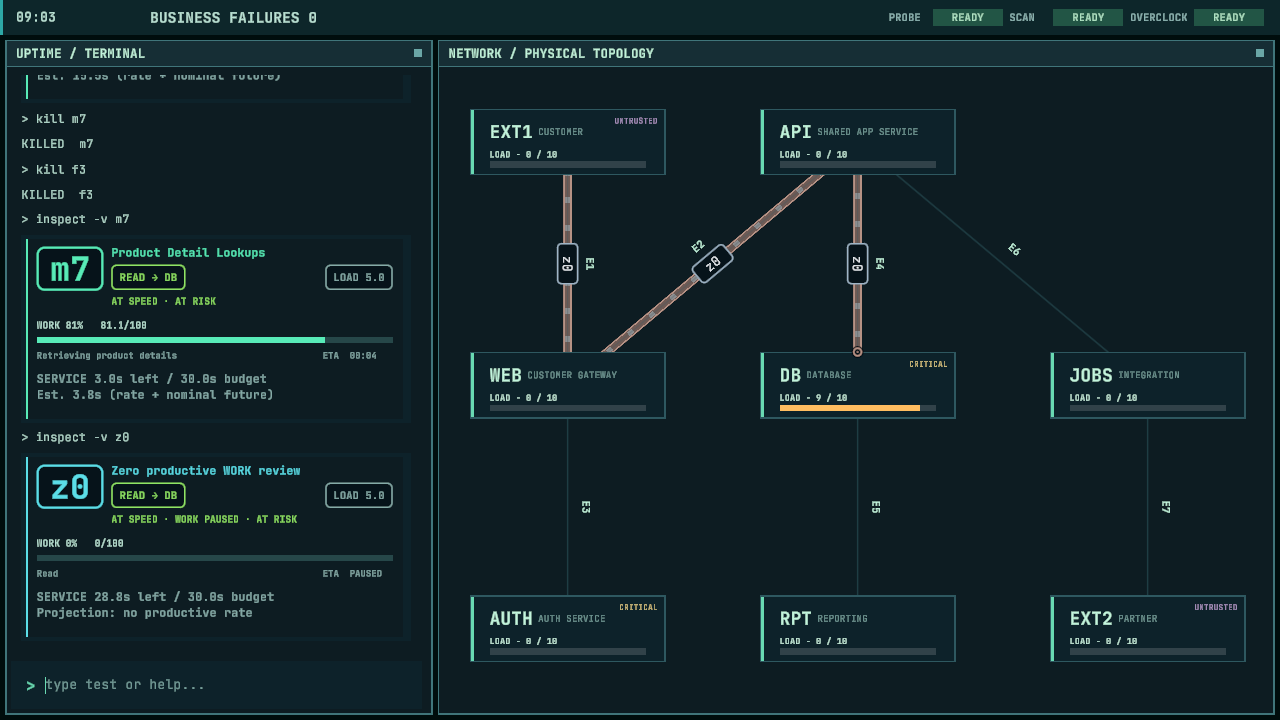 09:03
BUSINESS FAILURES 0
PROBE READY SCAN READY OVERCLOCK READY
UPTIME / TERMINAL
Est. 15.5s (rate + nominal future)
> kill m7
KILLED m7
> kill f3
KILLED f3
> inspect -v m7
m7
Product Detail Lookups
READ → DB
LOAD 5.0
AT SPEED · AT RISK
WORK 81% 81.1/100
Retrieving product details ETA 00:04
SERVICE 3.0s left / 30.0s budget
Est. 3.8s (rate + nominal future)
> inspect -v z0
z0
Zero productive WORK review
READ → DB
LOAD 5.0
AT SPEED · WORK PAUSED · AT RISK
WORK 0% 0/100
Read ETA PAUSED
SERVICE 28.8s left / 30.0s budget
Projection: no productive rate
> type test or help...
NETWORK / PHYSICAL TOPOLOGY
UNTRUSTED
EXT1 CUSTOMER
LOAD - 0 / 10
API SHARED APP SERVICE
LOAD - 0 / 10
z0
E1
E2
z0
z0
E4
E6
WEB CUSTOMER GATEWAY
LOAD - 0 / 10
CRITICAL
DB DATABASE
LOAD - 9 / 10
JOBS INTEGRATION
LOAD - 0 / 10
E3
E5
E7
CRITICAL
AUTH AUTH SERVICE
LOAD - 0 / 10
RPT REPORTING
LOAD - 0 / 10
UNTRUSTED
EXT2 PARTNER
LOAD - 0 / 10